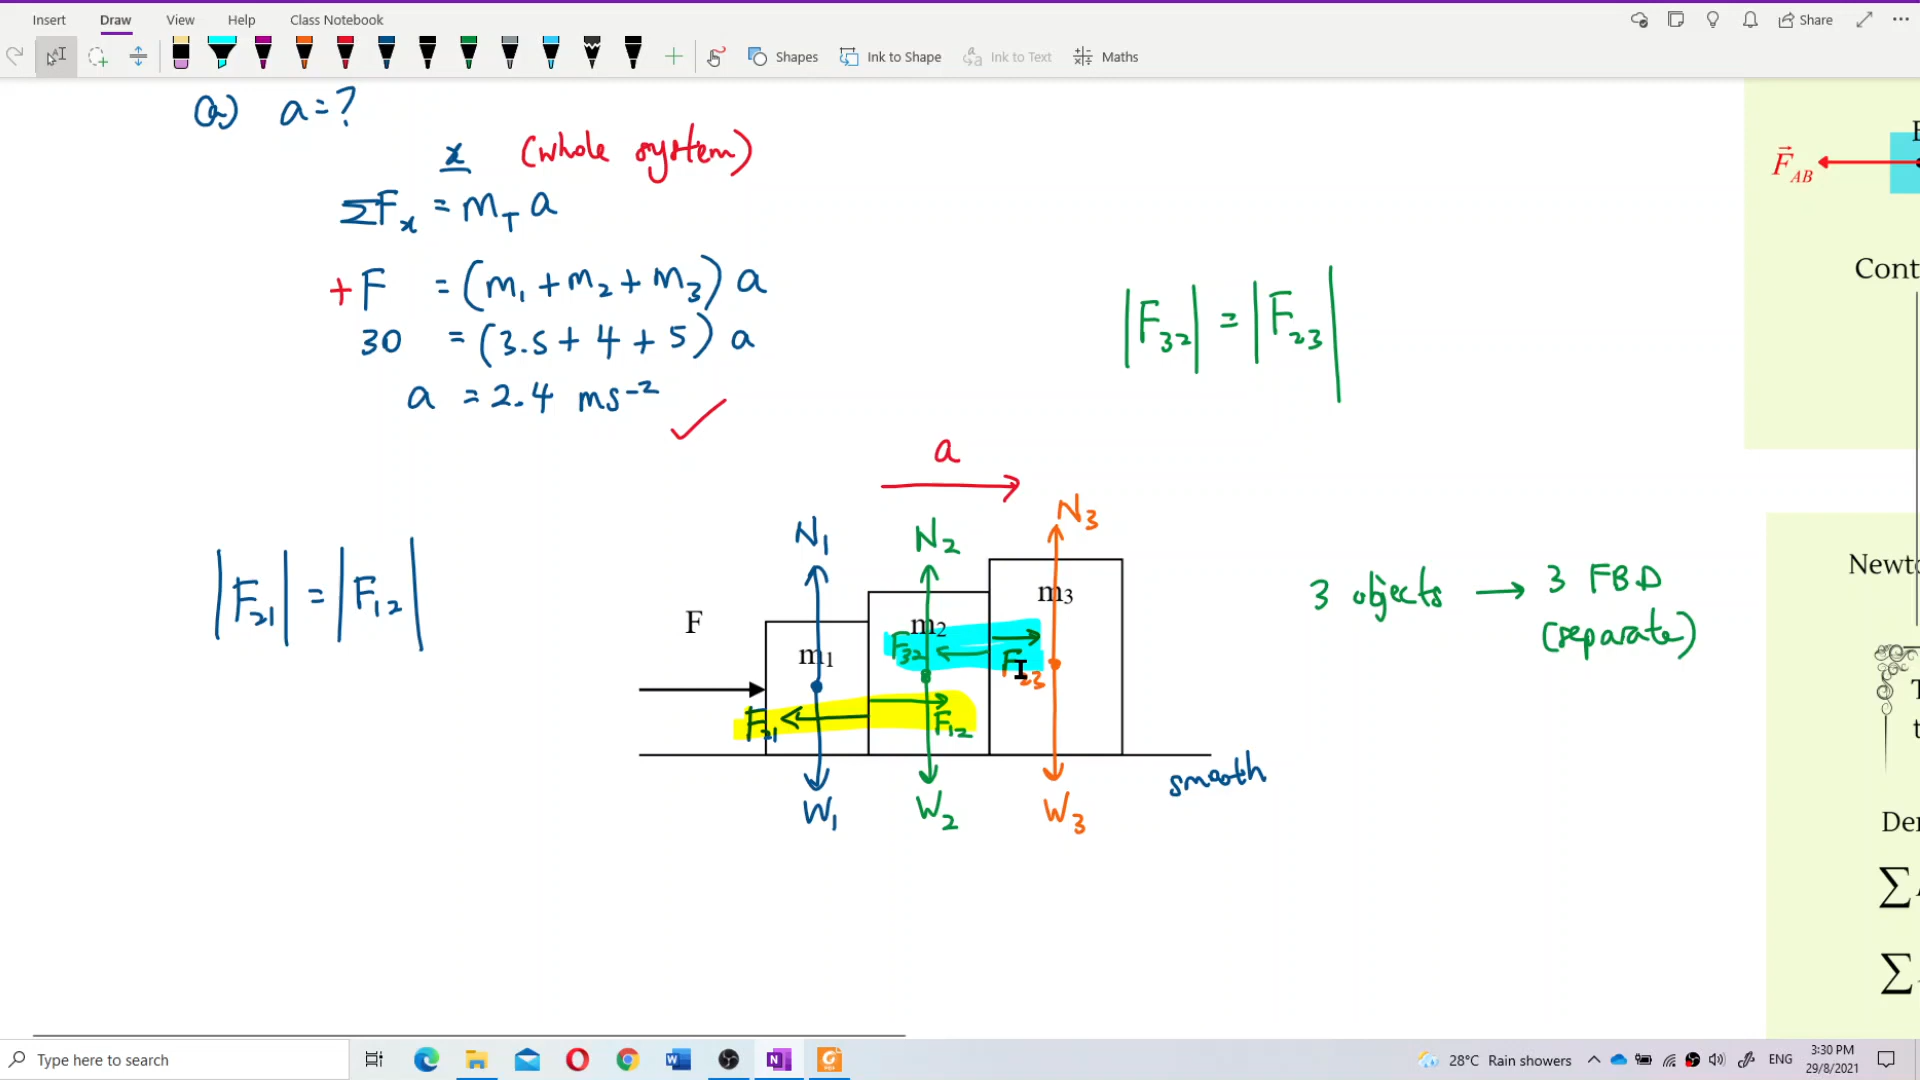 Insert Draw View Help Class Notebook Share
Shapes Ink to Shape Ink to Text Maths
(a) a = ?
x (whole system)
ΣFx = mT a
+F = (m1 + m2 + m3) a
30 = (3.5 + 4 + 5) a
a = 2.4 ms-2
|F32| = |F23|
FAB
Cont
a
N1 N2 N3
|F21| = |F12|
F
m1 m2 m3
F32 F23
F21 F12
smooth
W1 W2 W3
3 objects → 3 FBD
(separate)
Newto
Der
Σ
Σ
Type here to search
28°C Rain showers
ENG
3:30 PM
29/8/2021